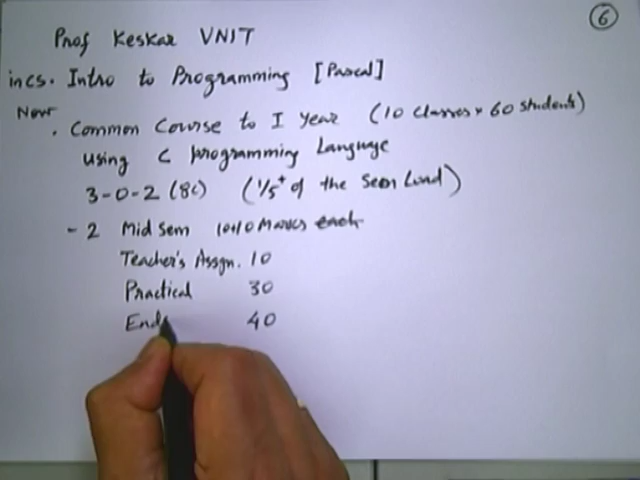 6
Prof Keskar VNIT
in CS. Intro to Programming [Pascal]
Now
. Common Course to I Year (10 Classes * 60 Students)
using C programming Language
3-0-2 (8C) (1/5 of the Sem Load)
- 2 Mid Sem 10+10 Marks each
Teacher's Assgn. 10
Practical 30
End 40